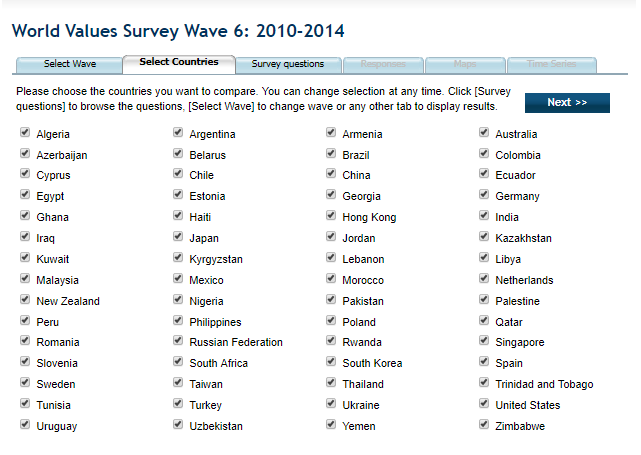 World Values Survey Wave 6: 2010-2014
Select Wave Select Countries Survey questions Responses Maps Time Series
Please choose the countries you want to compare. You can change selection at any time. Click [Survey
questions] to browse the questions, [Select Wave] to change wave or any other tab to display results.
Next >>
Algeria Argentina Armenia Australia
Azerbaijan Belarus Brazil Colombia
Cyprus Chile China Ecuador
Egypt Estonia Georgia Germany
Ghana Haiti Hong Kong India
Iraq Japan Jordan Kazakhstan
Kuwait Kyrgyzstan Lebanon Libya
Malaysia Mexico Morocco Netherlands
New Zealand Nigeria Pakistan Palestine
Peru Philippines Poland Qatar
Romania Russian Federation Rwanda Singapore
Slovenia South Africa South Korea Spain
Sweden Taiwan Thailand Trinidad and Tobago
Tunisia Turkey Ukraine United States
Uruguay Uzbekistan Yemen Zimbabwe